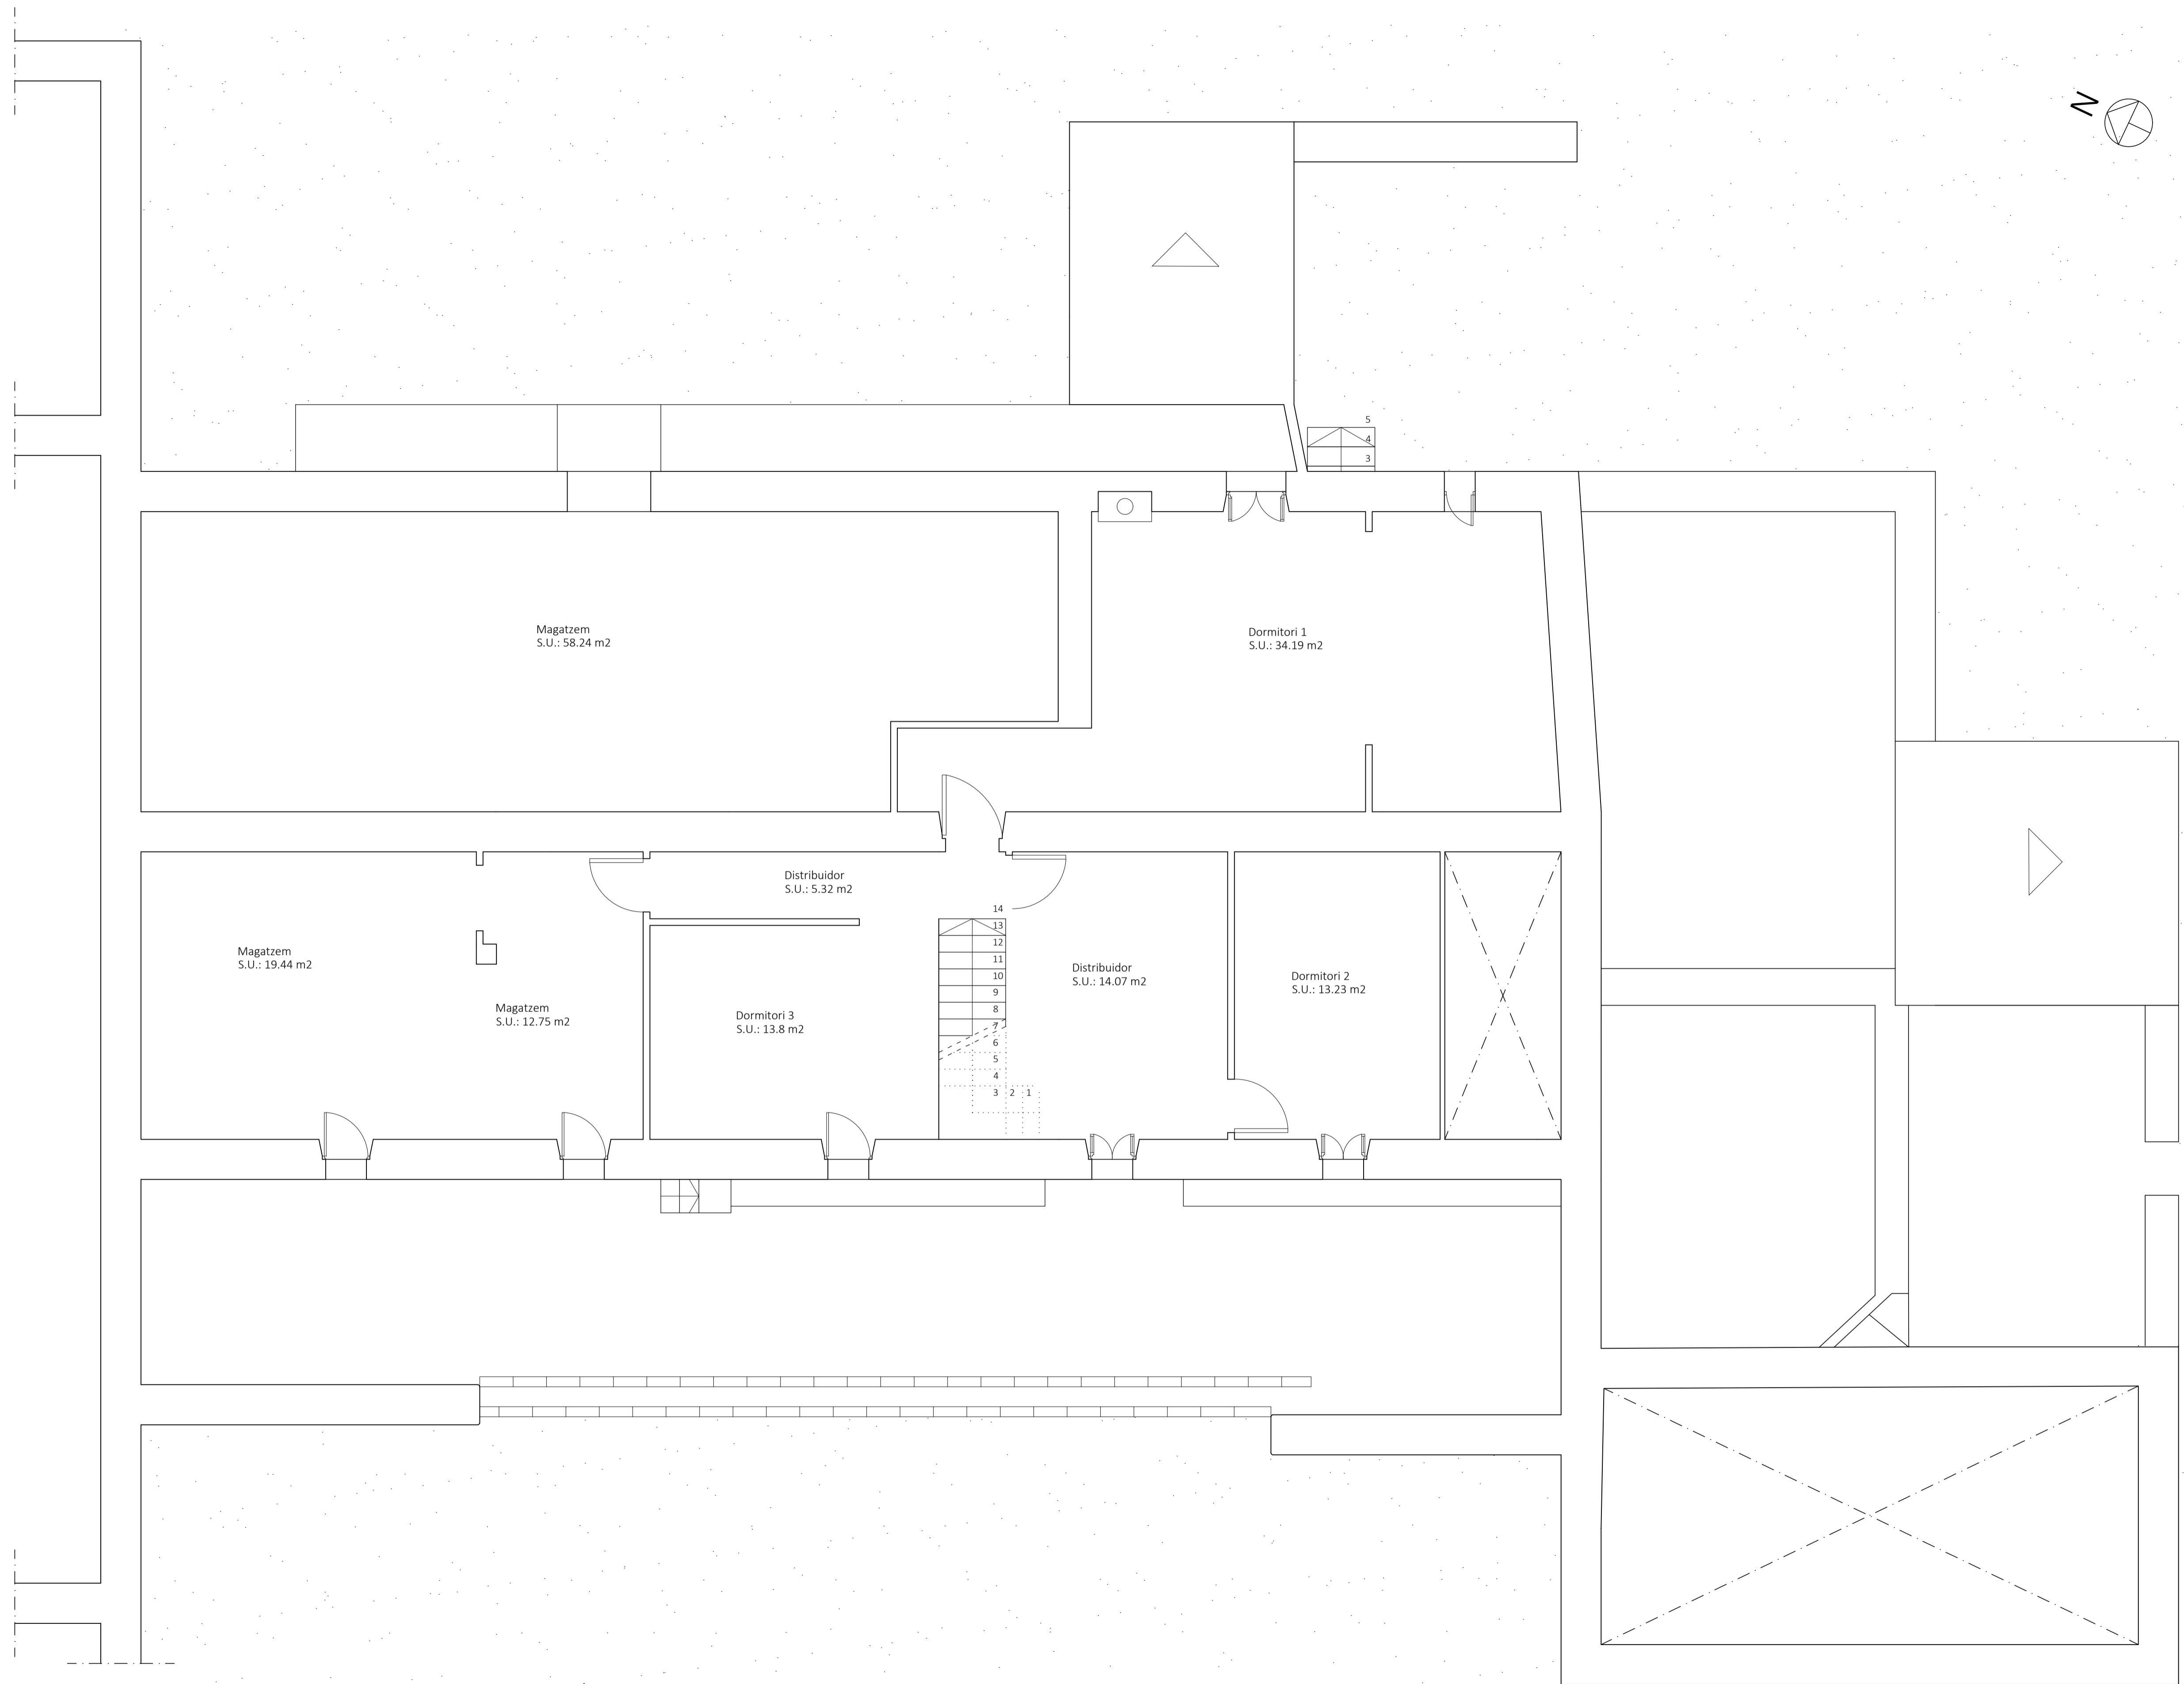 N
5
4
3
Magatzem
S.U.: 58.24 m2
Dormitori 1
S.U.: 34.19 m2
Distribuidor
S.U.: 5.32 m2
14
13
12
11
10
9
8
7
6
5
4
3 2 1
Magatzem
S.U.: 19.44 m2
Distribuidor
S.U.: 14.07 m2
Dormitori 2
S.U.: 13.23 m2
Magatzem
S.U.: 12.75 m2
Dormitori 3
S.U.: 13.8 m2